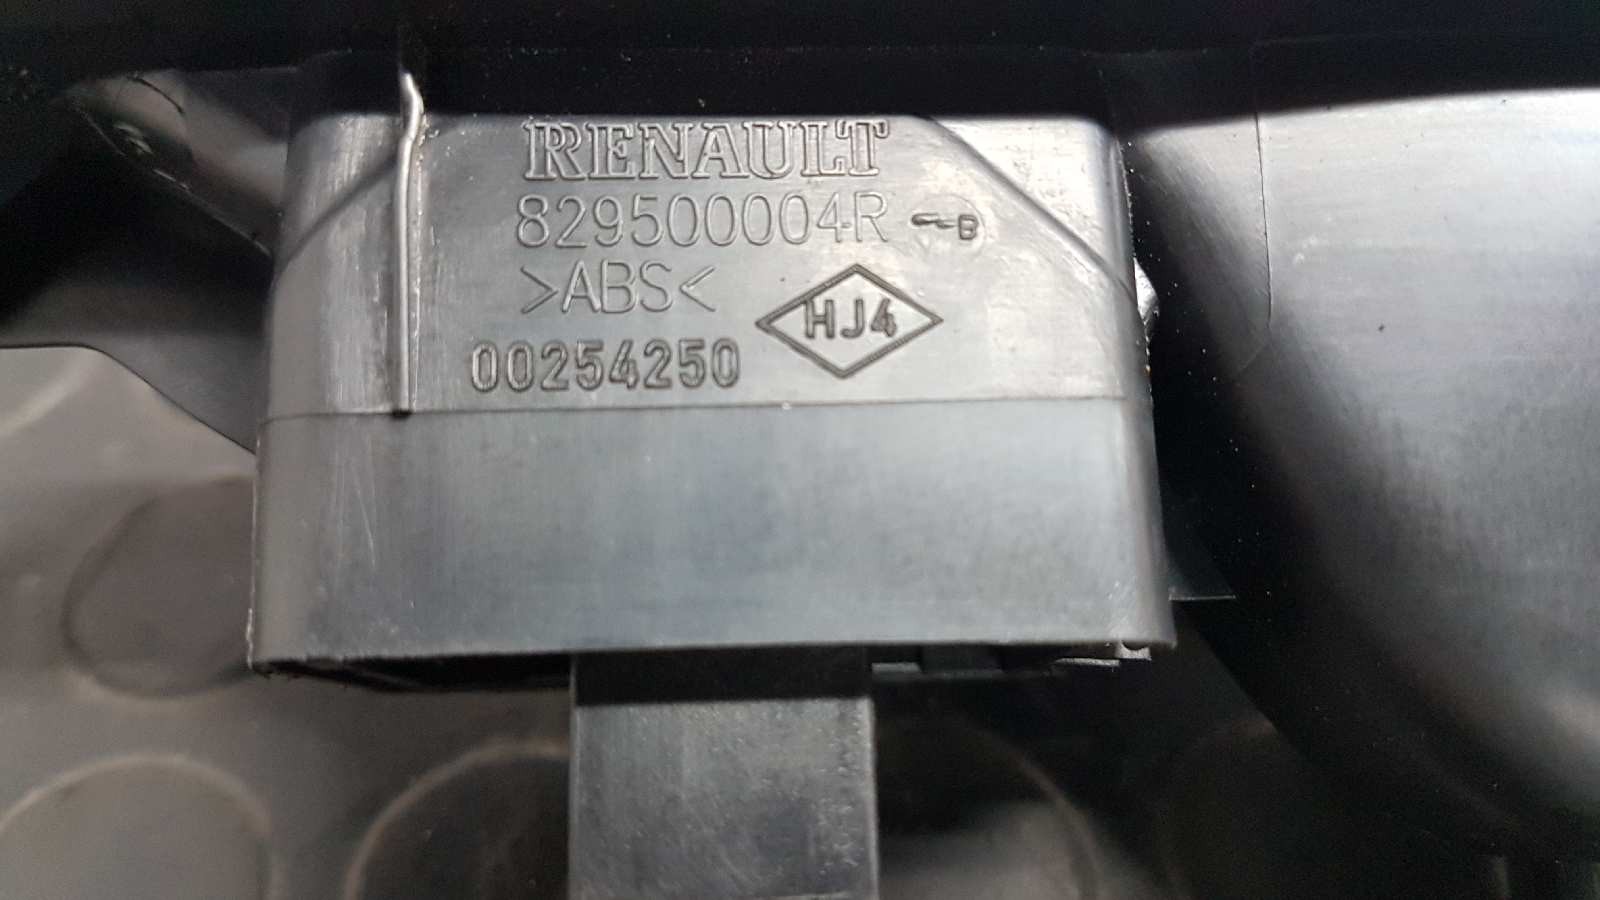 RENAULT
829500004R --B
>ABS<
HJ4
00254250